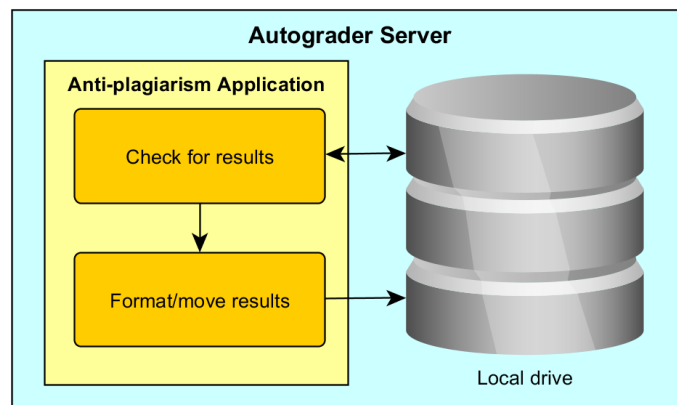 Autograder Server
Anti-plagiarism Application
Check for results
Format/move results
Local drive